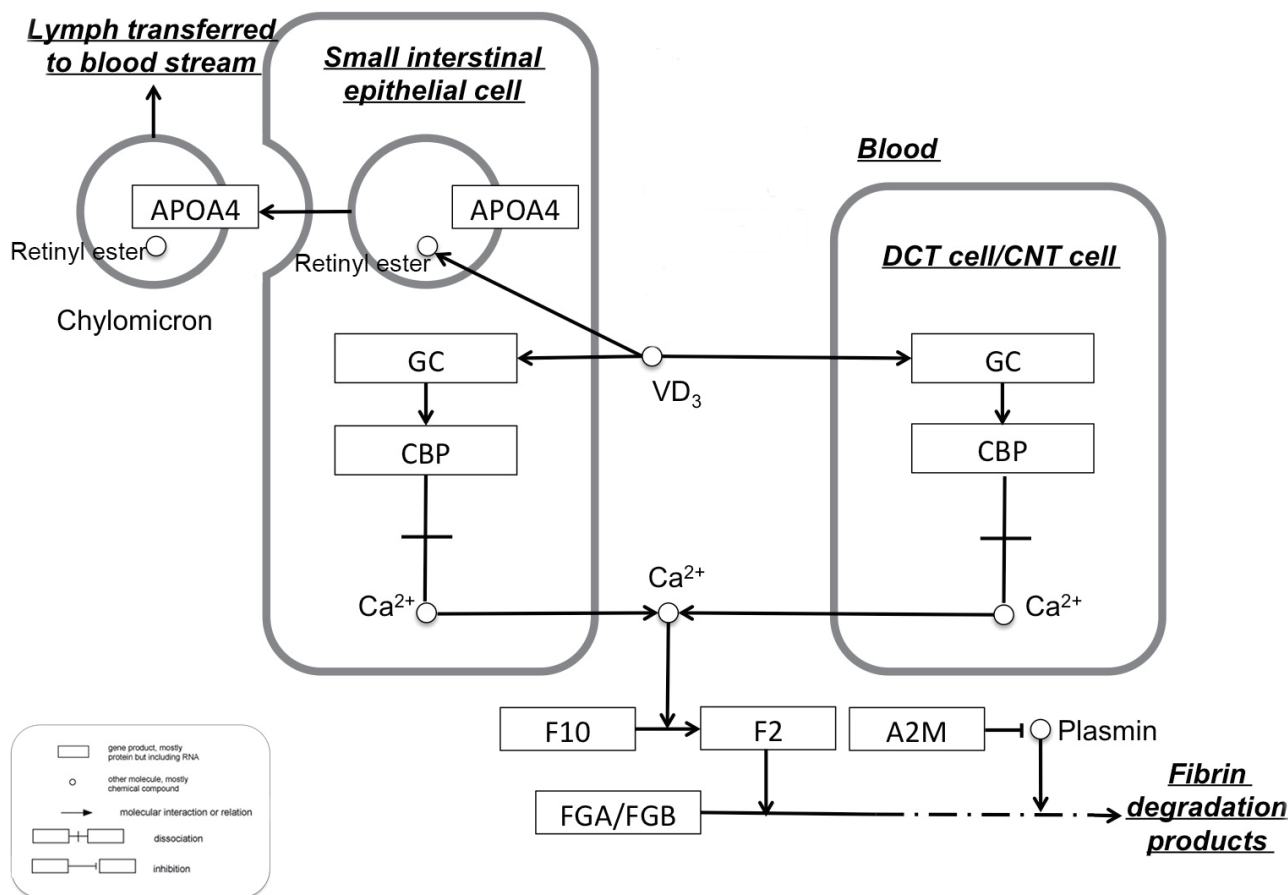 Lymph transferred
to blood stream
Small interstinal
epithelial cell
Blood
APOA4
APOA4
Retinyl ester
Retinyl ester
DCT cell/CNT cell
Chylomicron
GC
VD₃
GC
CBP
CBP
Ca²⁺
Ca²⁺
Ca²⁺
F10
F2
A2M
Plasmin
FGA/FGB
Fibrin
degradation
products
gene product, mostly
protein but including RNA
other molecule, mostly
chemical compound
molecular interaction or relation
dissociation
inhibition